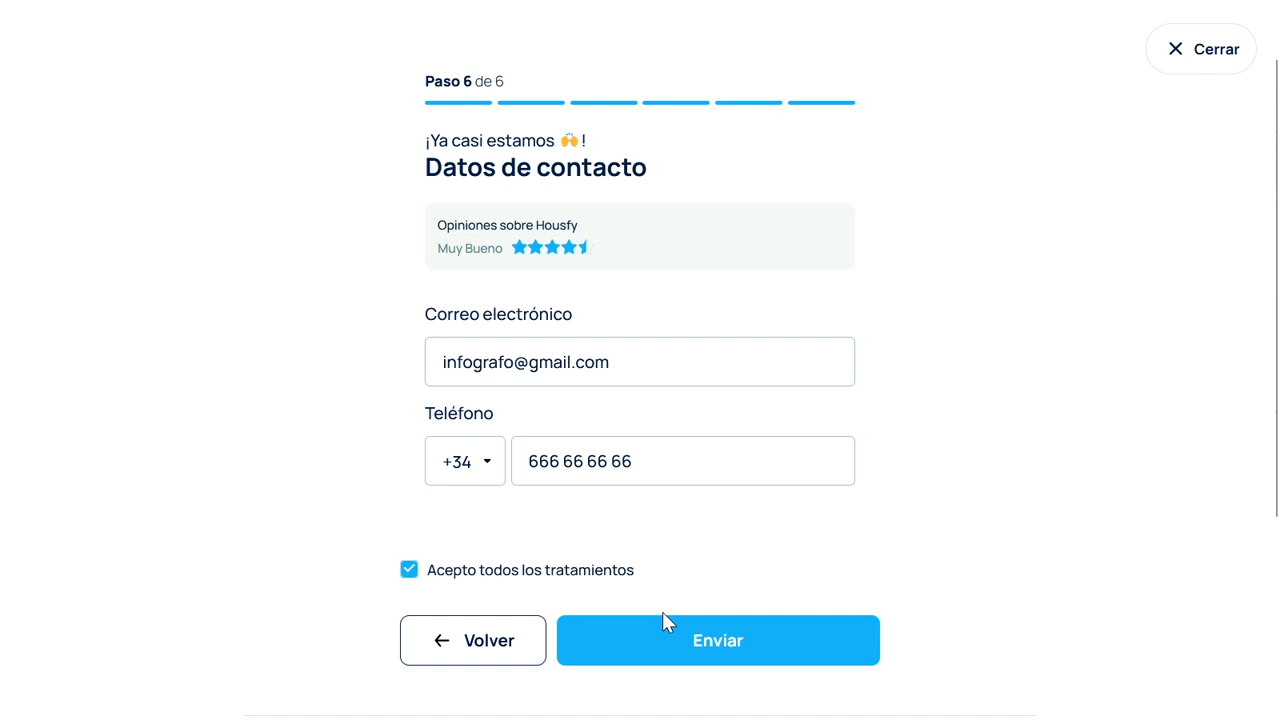 Cerrar
Paso 6 de 6
¡Ya casi estamos 🙌 !
Datos de contacto
Opiniones sobre Housfy
Muy Bueno
Correo electrónico
infografo@gmail.com
Teléfono
+34 666 66 66 66
Acepto todos los tratamientos
Volver
Enviar